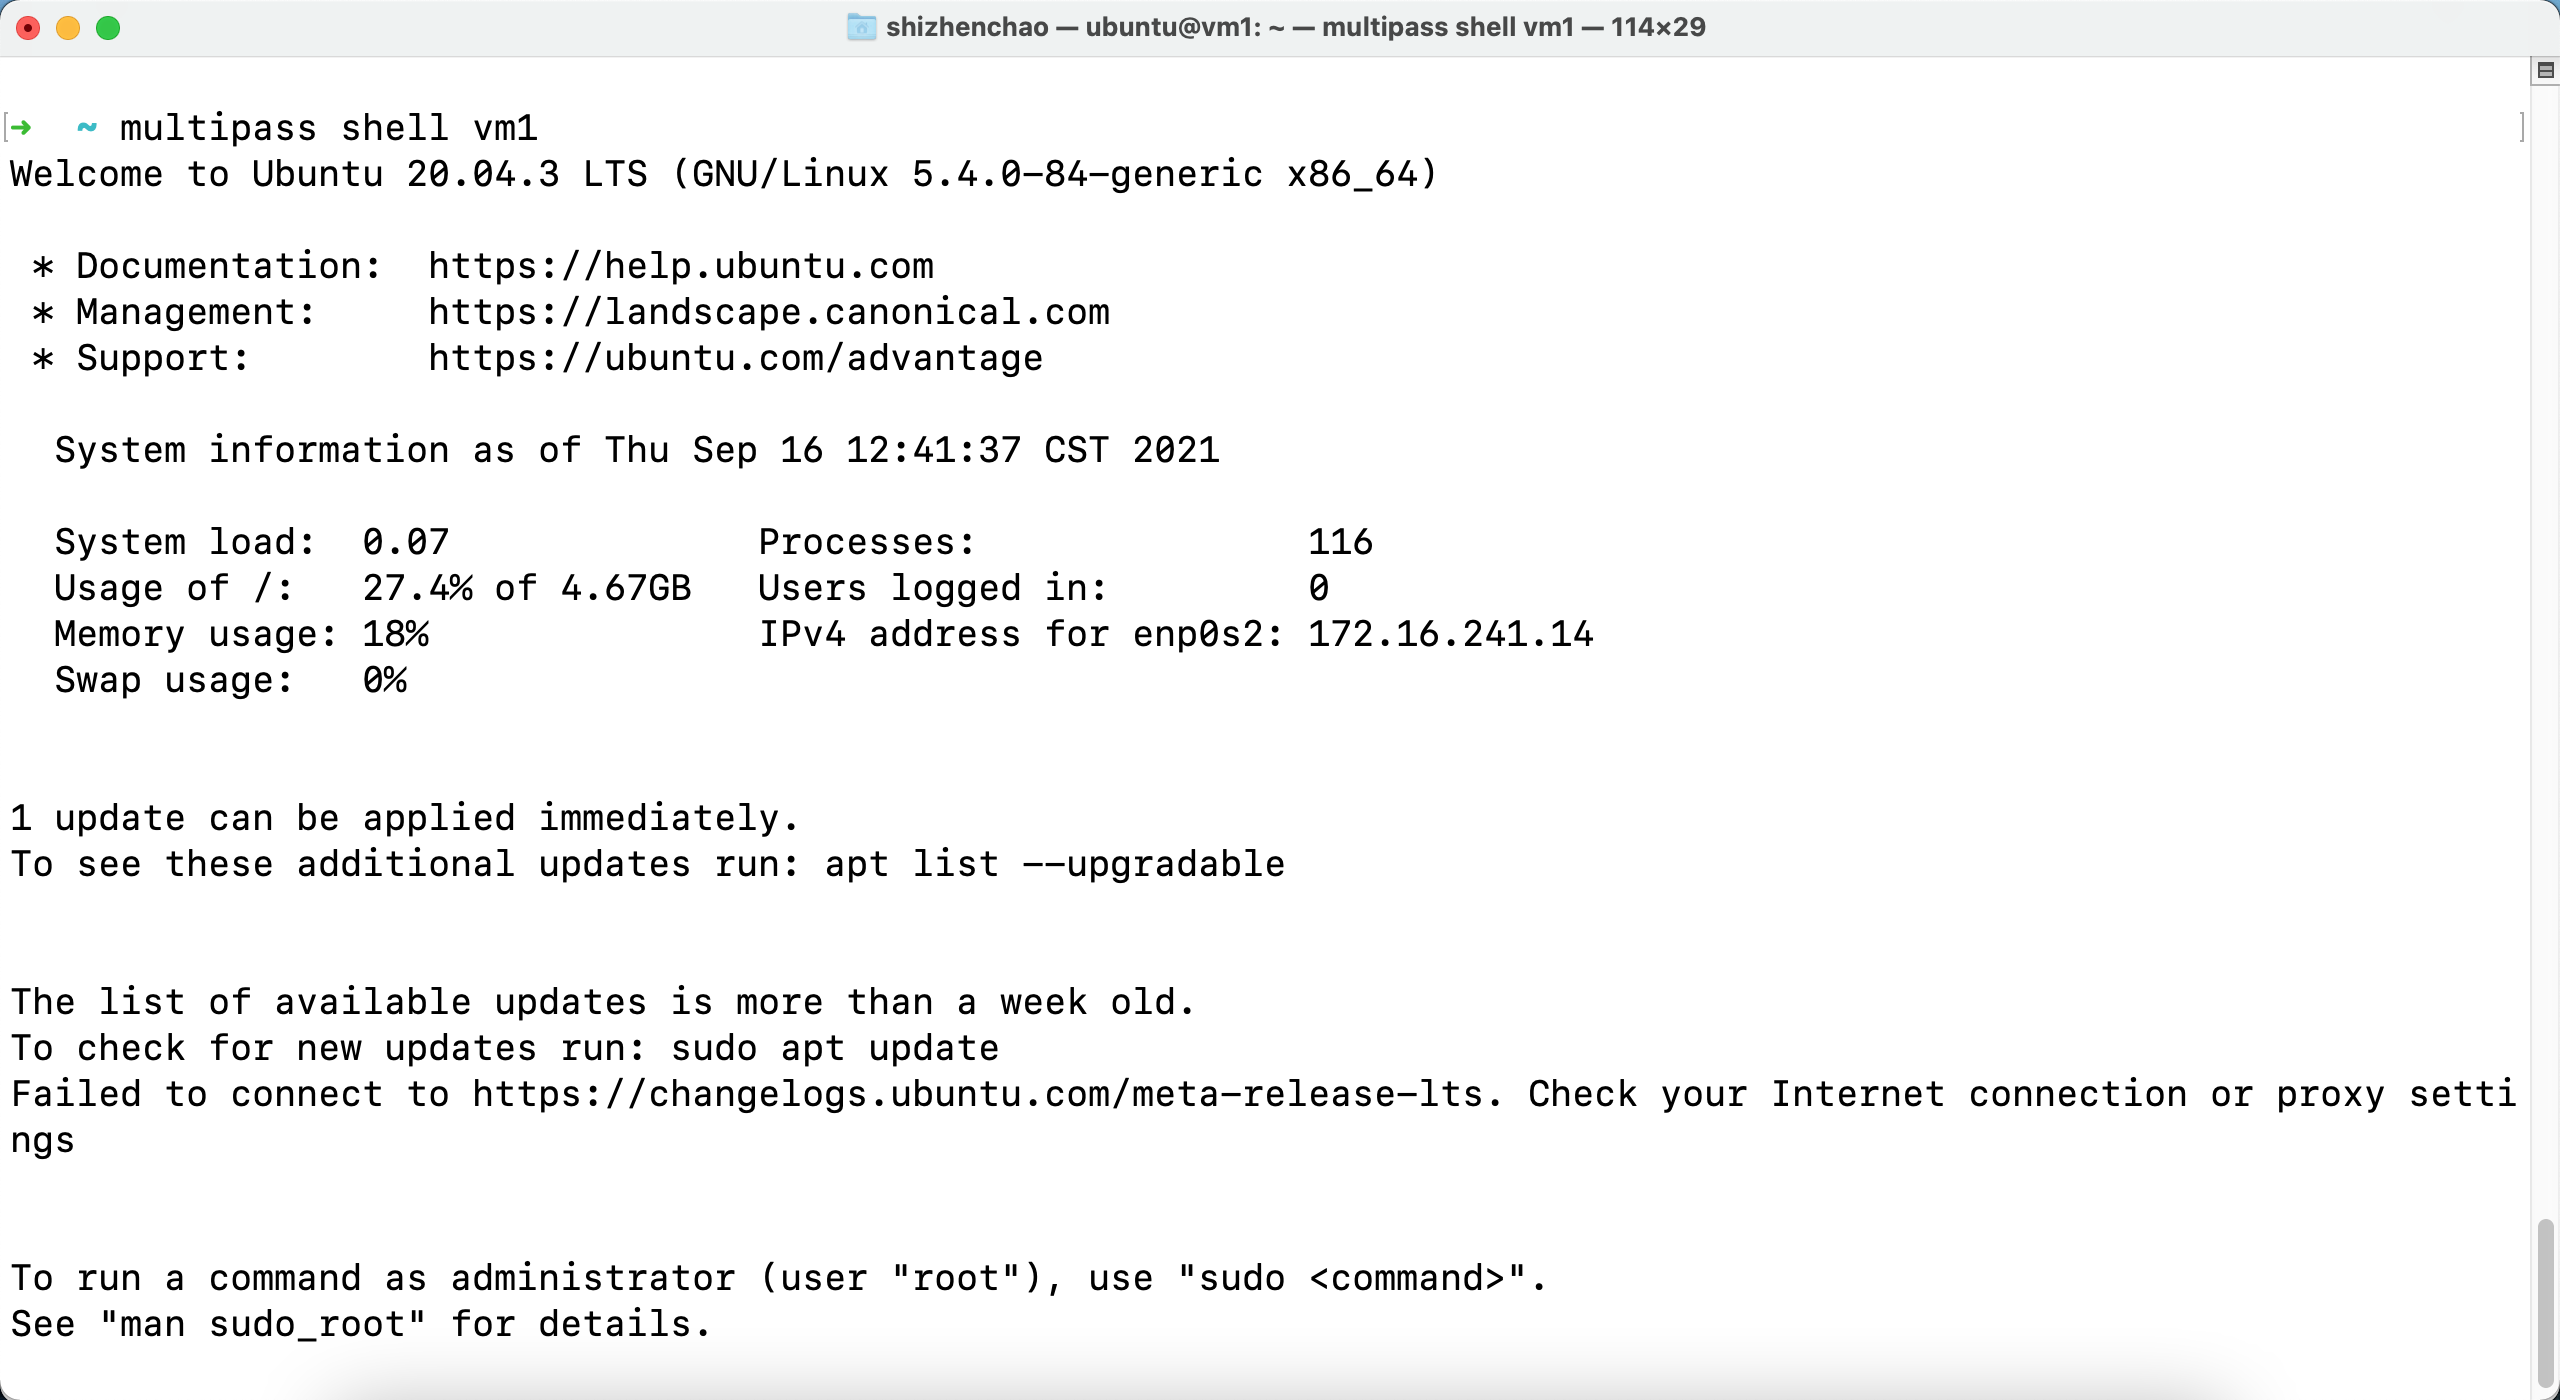 shizhenchao — ubuntu@vm1: ~ — multipass shell vm1 — 114×29
[➜  ~ multipass shell vm1 ]
Welcome to Ubuntu 20.04.3 LTS (GNU/Linux 5.4.0-84-generic x86_64)
 * Documentation:  https://help.ubuntu.com
 * Management:     https://landscape.canonical.com
 * Support:        https://ubuntu.com/advantage
  System information as of Thu Sep 16 12:41:37 CST 2021
  System load:  0.07              Processes:               116
  Usage of /:   27.4% of 4.67GB   Users logged in:         0
  Memory usage: 18%               IPv4 address for enp0s2: 172.16.241.14
  Swap usage:   0%
1 update can be applied immediately.
To see these additional updates run: apt list --upgradable
The list of available updates is more than a week old.
To check for new updates run: sudo apt update
Failed to connect to https://changelogs.ubuntu.com/meta-release-lts. Check your Internet connection or proxy setti
ngs
To run a command as administrator (user "root"), use "sudo <command>".
See "man sudo_root" for details.